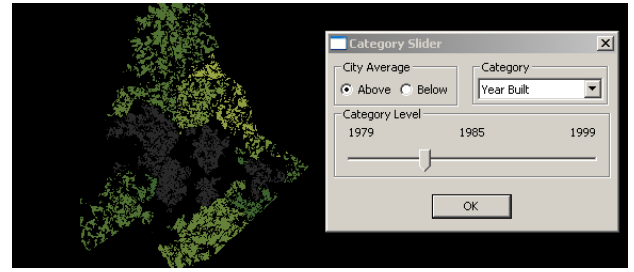 Category Slider
City Average
Above Below
Category
Year Built
Category Level
1979 1985 1999
OK